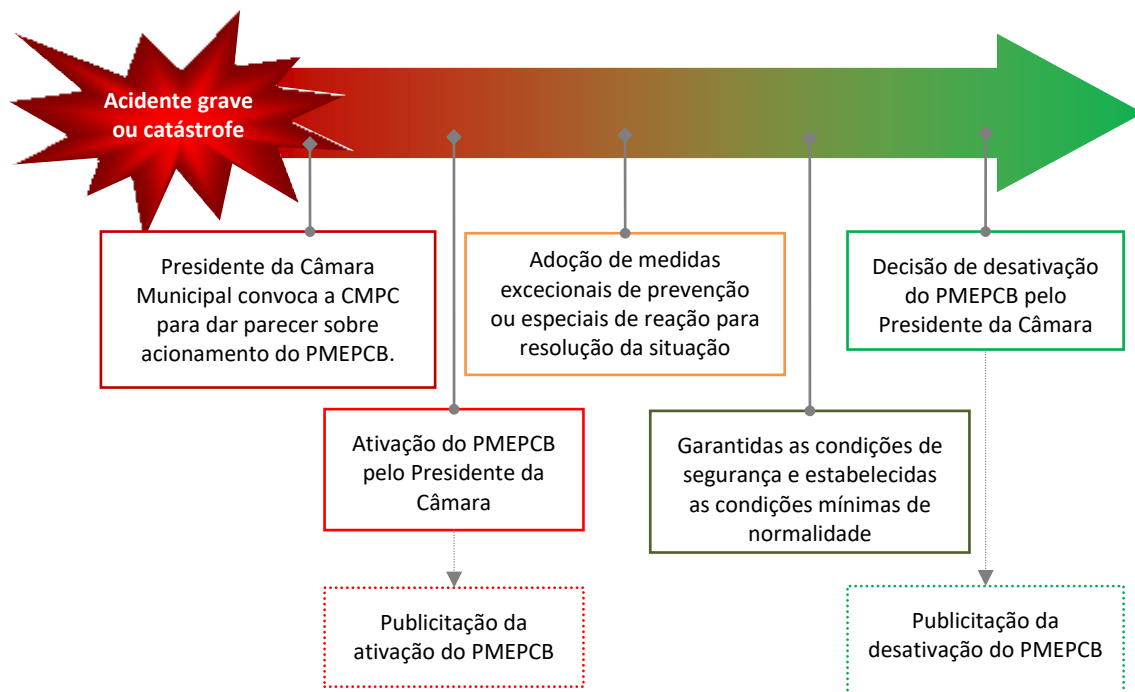 Acidente grave
ou catástrofe
Presidente da Câmara
Municipal convoca a CMPC
para dar parecer sobre
acionamento do PMEPCB.
Adoção de medidas
excecionais de prevenção
ou especiais de reação para
resolução da situação
Decisão de desativação
do PMEPCB pelo
Presidente da Câmara
Ativação do PMEPCB
pelo Presidente da
Câmara
Garantidas as condições de
segurança e estabelecidas
as condições mínimas de
normalidade
Publicitação da
ativação do PMEPCB
Publicitação da
desativação do PMEPCB